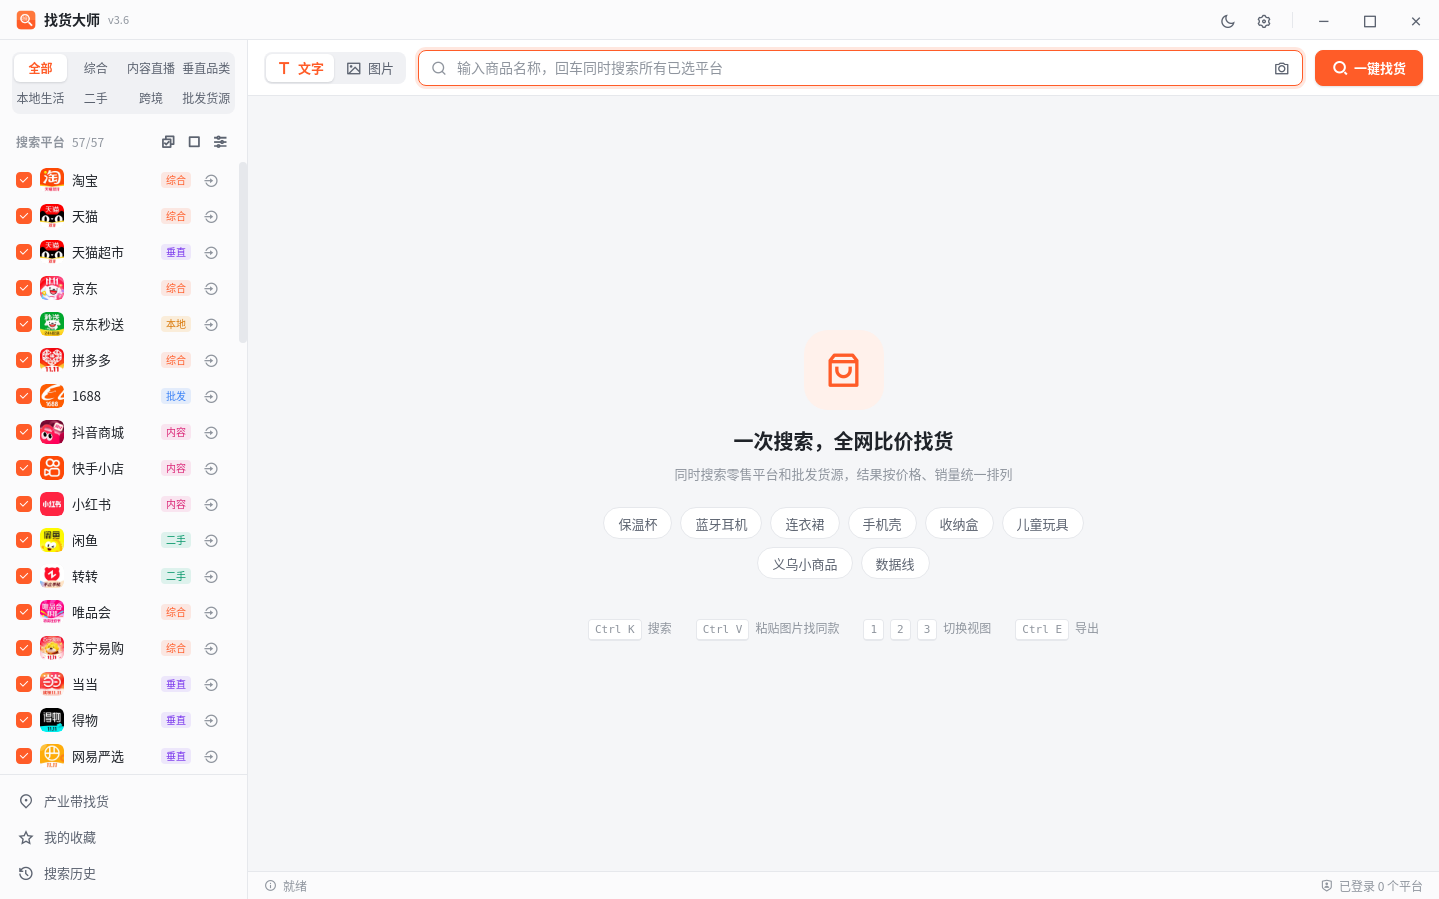 找货大师 v3.6
全部 综合 内容直播 垂直品类
本地生活 二手 跨境 批发货源
搜索平台 57/57
淘宝 综合
天猫 综合
天猫超市 垂直
京东 综合
京东秒送 本地
拼多多 综合
1688 批发
抖音商城 内容
快手小店 内容
小红书 内容
闲鱼 二手
转转 二手
唯品会 综合
苏宁易购 综合
当当 垂直
得物 垂直
网易严选 垂直
产业带找货
我的收藏
搜索历史
文字 图片 输入商品名称，回车同时搜索所有已选平台 一键找货
一次搜索，全网比价找货
同时搜索零售平台和批发货源，结果按价格、销量统一排列
保温杯 蓝牙耳机 连衣裙 手机壳 收纳盒 儿童玩具
义乌小商品 数据线
Ctrl K 搜索 Ctrl V 粘贴图片找同款 1 2 3 切换视图 Ctrl E 导出
就绪 已登录 0 个平台